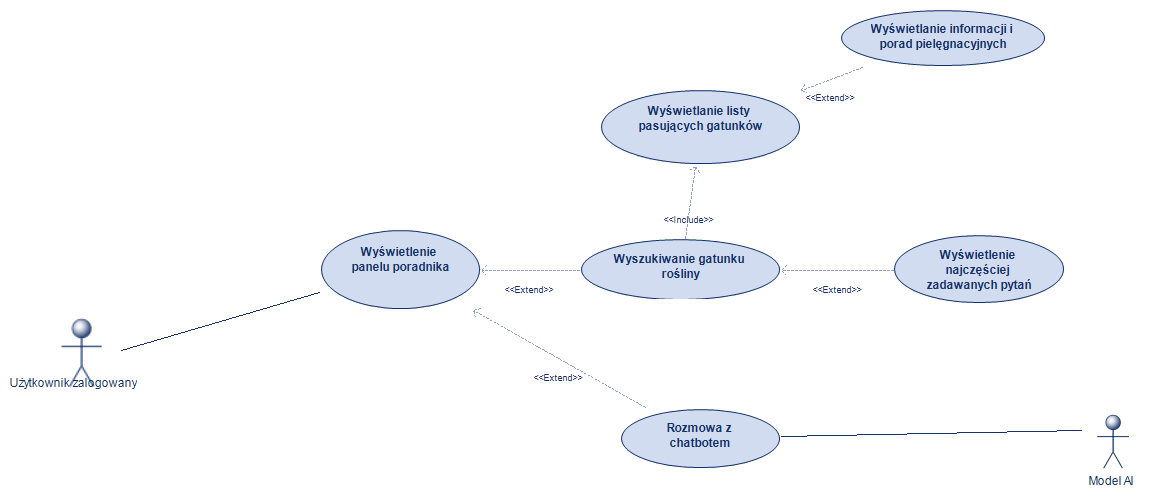 Wyświetlanie informacji i
porad pielęgnacyjnych
<<Extend>>
Wyświetlanie listy
pasujących gatunków
<<Include>>
Wyświetlenie
panelu poradnika
<<Extend>>
Wyszukiwanie gatunku
rośliny
<<Extend>>
Wyświetlenie
najczęściej
zadawanych pytań
Użytkownik/zalogowany
<<Extend>>
Rozmowa z
chatbotem
Model AI